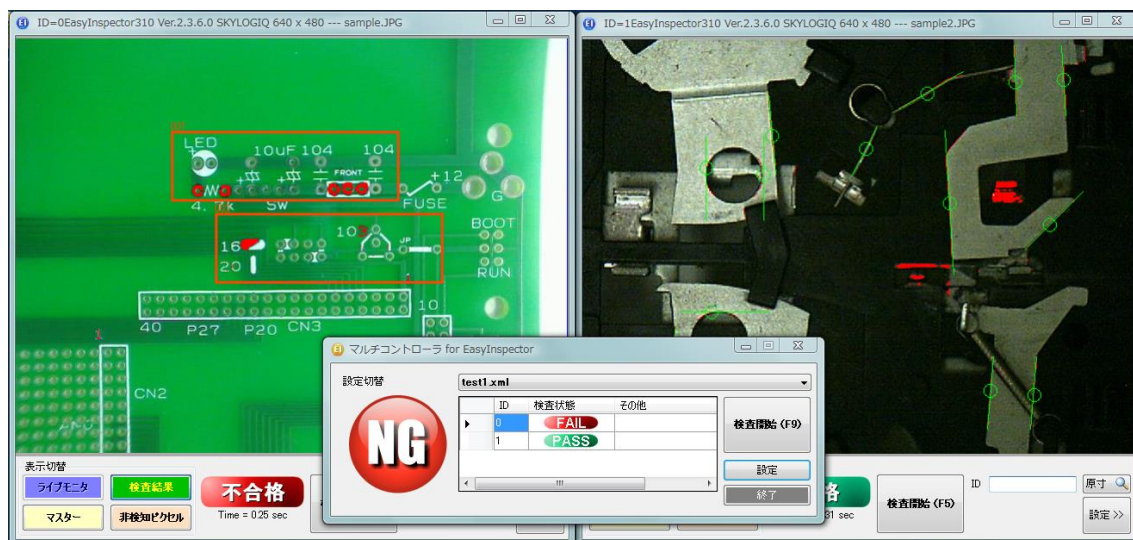 ID=0EasyInspector310 Ver.2.3.6.0 SKYLOGIQ 640 x 480 --- sample.JPG
LED
10uF 104 104
FRONT
+12
4.7k SW FUSE G
103 JP BOOT
16
20 RUN
1
40 P27 P20 CN3 10
1
CN2
表示切替
ライブモニタ 検査結果
マスター 非検知ピクセル
不合格
Time = 0.25 sec
ID=1EasyInspector310 Ver.2.3.6.0 SKYLOGIQ 640 x 480 --- sample2.JPG
マルチコントローラ for EasyInspector
設定切替 test1.xml
NG
ID 検査状態 その他
0 FAIL
1 PASS
検査開始(F9)
設定
終了
格
31 sec
検査開始(F5)
ID
原寸
設定 >>